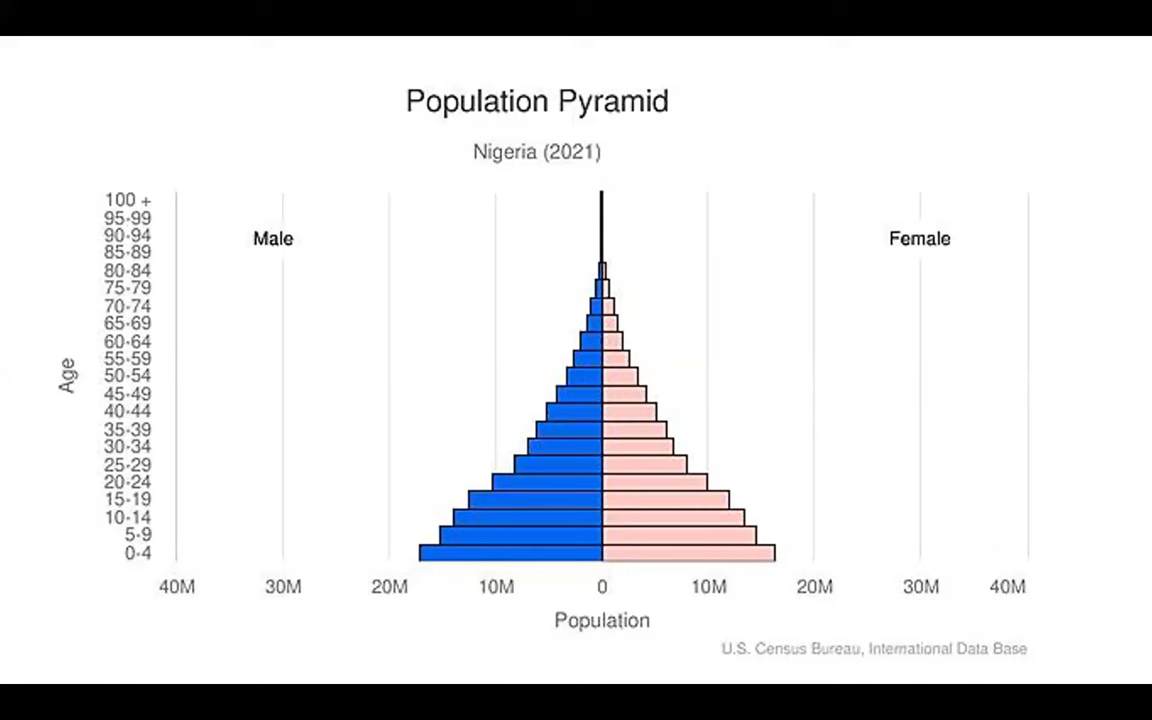 Population Pyramid
Nigeria (2021)
100 +
95-99
90-94
85-89
80-84
75-79
70-74
65-69
60-64
55-59
50-54
45-49
40-44
35-39
30-34
25-29
20-24
15-19
10-14
5-9
0-4
Male
Female
Age
40M 30M 20M 10M 0 10M 20M 30M 40M
Population
U.S. Census Bureau, International Data Base